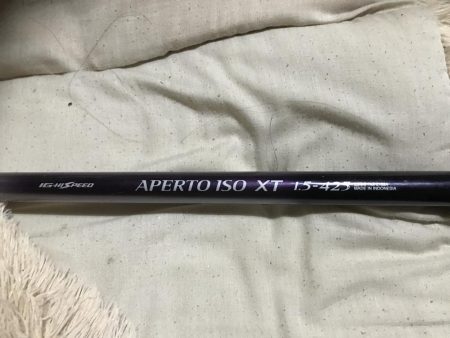 IG-HISPEED APERTO ISO XT 1.5-425
MADE IN INDONESIA